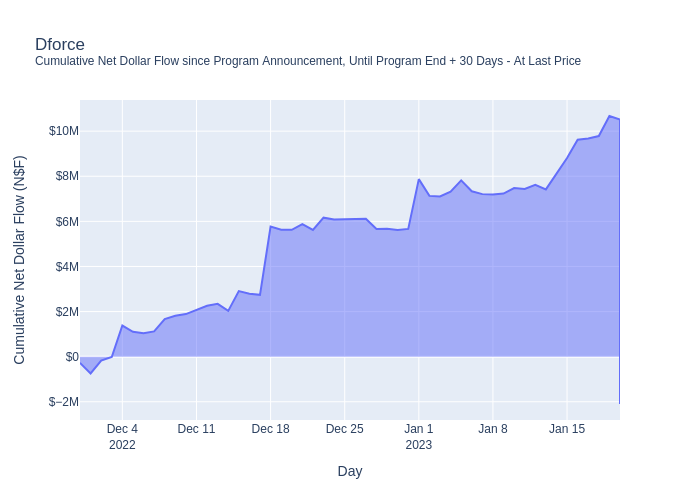 Dforce
Cumulative Net Dollar Flow since Program Announcement, Until Program End + 30 Days - At Last Price
Cumulative Net Dollar Flow (N$F)
$10M
$8M
$6M
$4M
$2M
$0
$−2M
Dec 4 Dec 11 Dec 18 Dec 25 Jan 1 Jan 8 Jan 15
2022 2023
Day